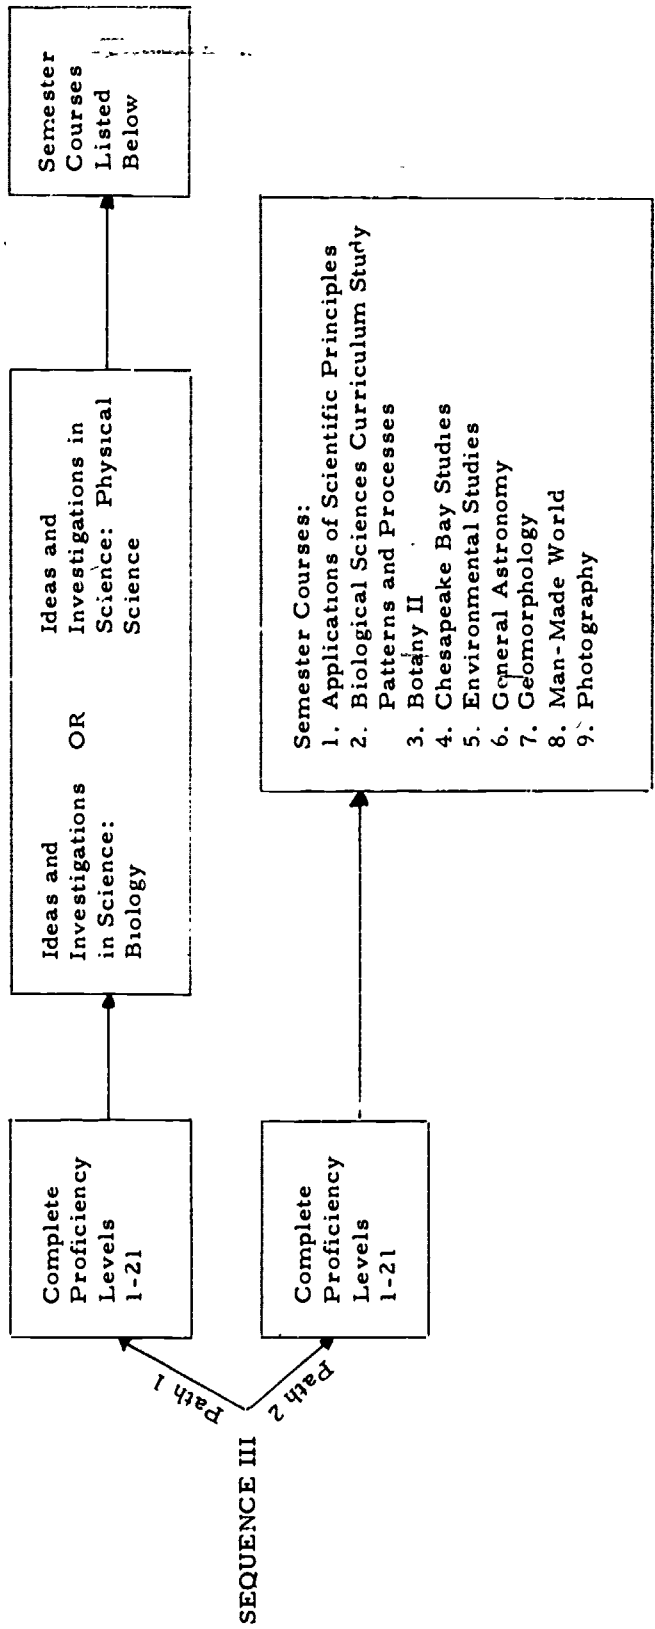 SEQUENCE III
Path 1
Path 2
Complete
Proficiency
Levels
1-21
Ideas and
Investigations
in Science:
Biology
OR
Ideas and
Investigations in
Science: Physical
Science
Semester
Courses
Listed
Below
Complete
Proficiency
Levels
1-21
Semester Courses:
1. Applications of Scientific Principles
2. Biological Sciences Curriculum Study
Patterns and Processes
3. Botany II
4. Chesapeake Bay Studies
5. Environmental Studies
6. General Astronomy
7. Geomorphology
8. Man-Made World
9. Photography